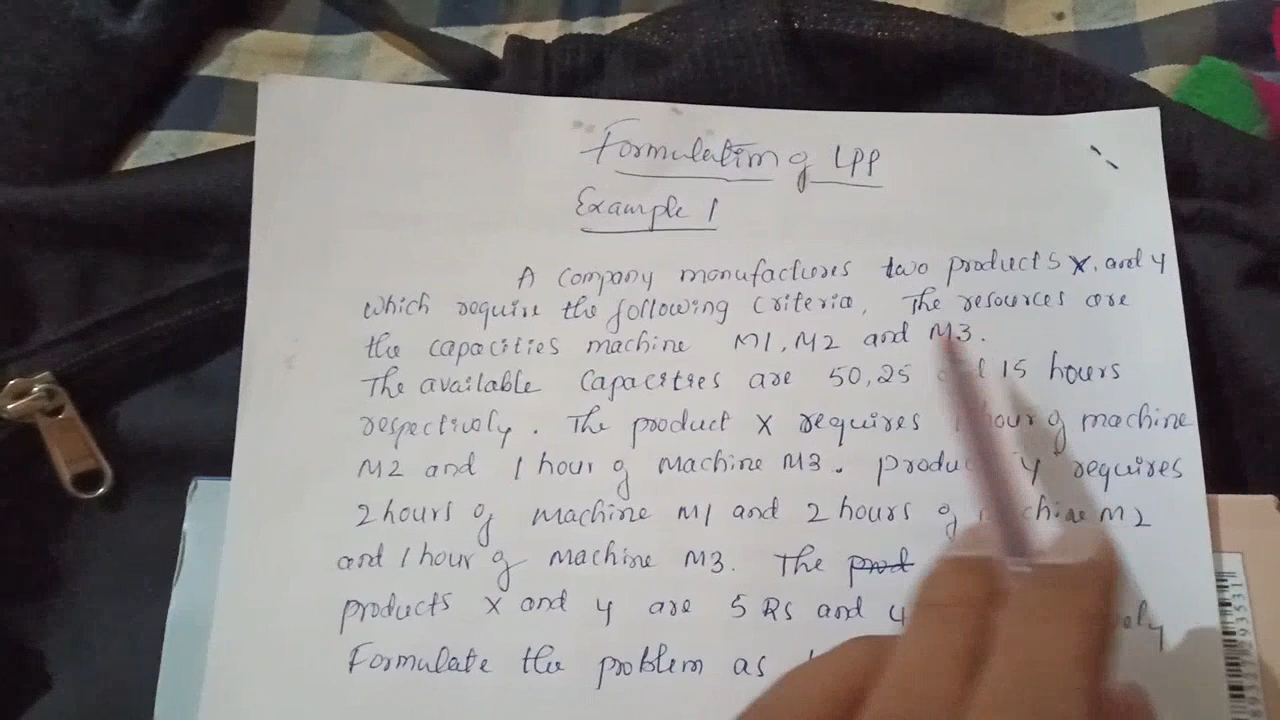 Formulation of LPP
Example 1
A company manufactures two products X, and Y
which require the following criteria, The resources are
the capacities machine M1, M2 and M3.
The available capacities are 50, 25 15 hours
respectively. The product X requires hour of machine
M2 and 1 hour of machine M3. requires
2 hours of machine M1 and 2 hours of M2
and 1 hour of machine M3. The prod
products X and Y are 5 Rs and 4
Formulate the problem as